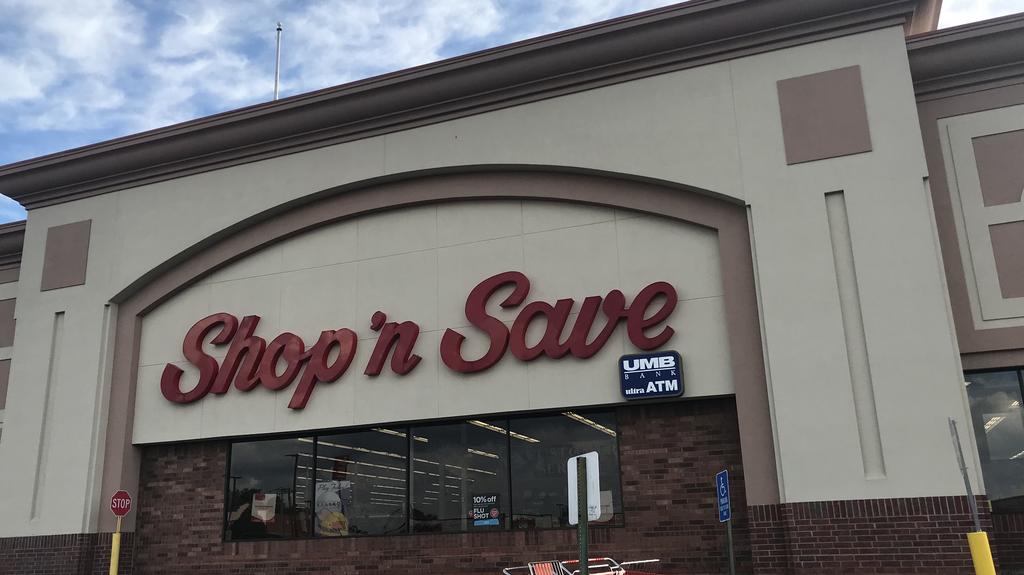 Shop 'n Save
UMB
BANK
ultra ATM
STOP
10% off
FLU
SHOT